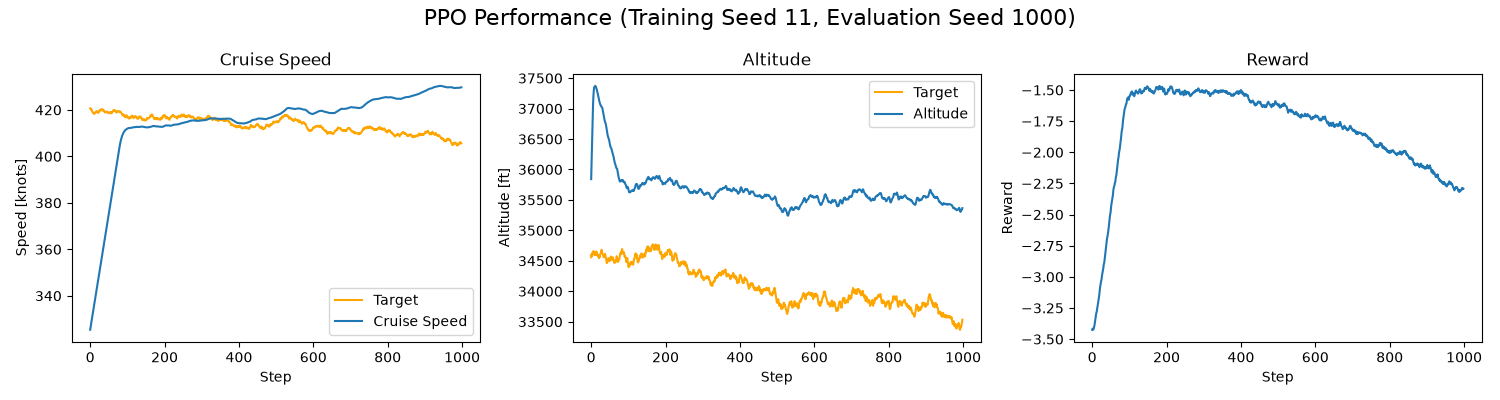 PPO Performance (Training Seed 11, Evaluation Seed 1000)
Cruise Speed
Speed [knots]
420
400
380
360
340
0 200 400 600 800 1000
Step
Target
Cruise Speed
Altitude
Altitude [ft]
37500
37000
36500
36000
35500
35000
34500
34000
33500
0 200 400 600 800 1000
Step
Target
Altitude
Reward
Reward
−1.50
−1.75
−2.00
−2.25
−2.50
−2.75
−3.00
−3.25
−3.50
0 200 400 600 800 1000
Step